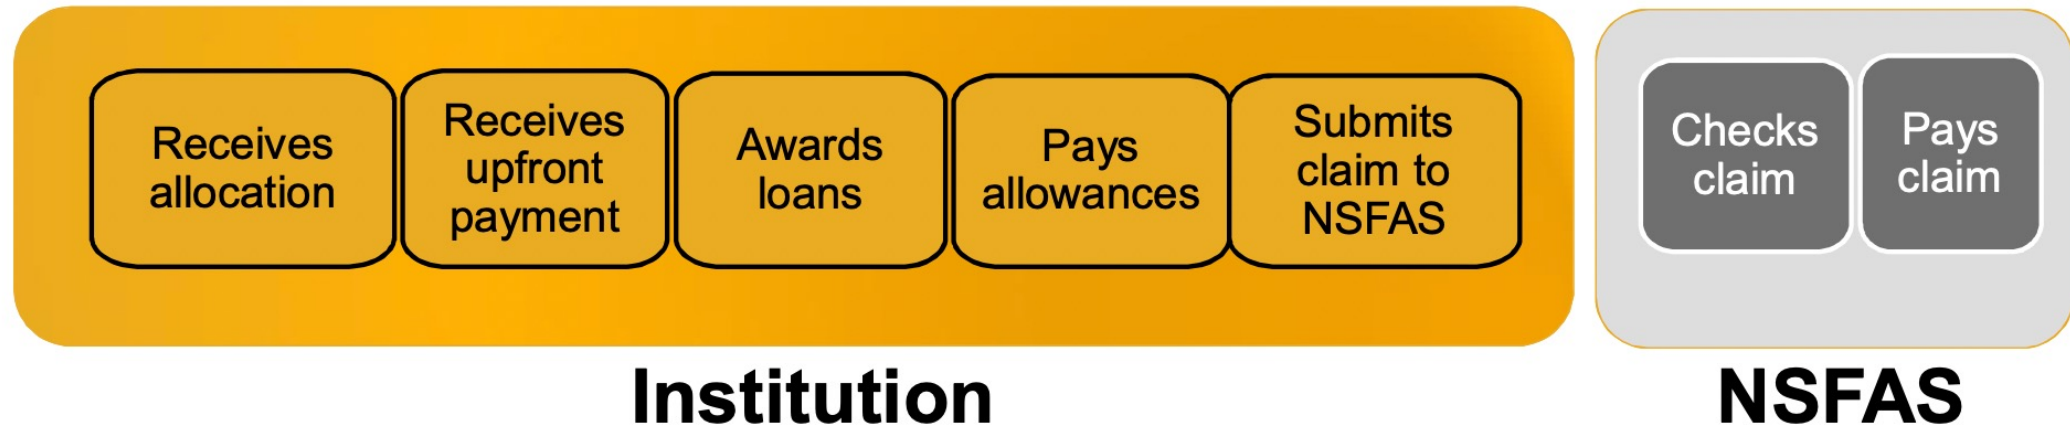 Receives
allocation
Receives
upfront
payment
Awards
loans
Pays
allowances
Submits
claim to
NSFAS
Checks
claim
Pays
claim
Institution
NSFAS